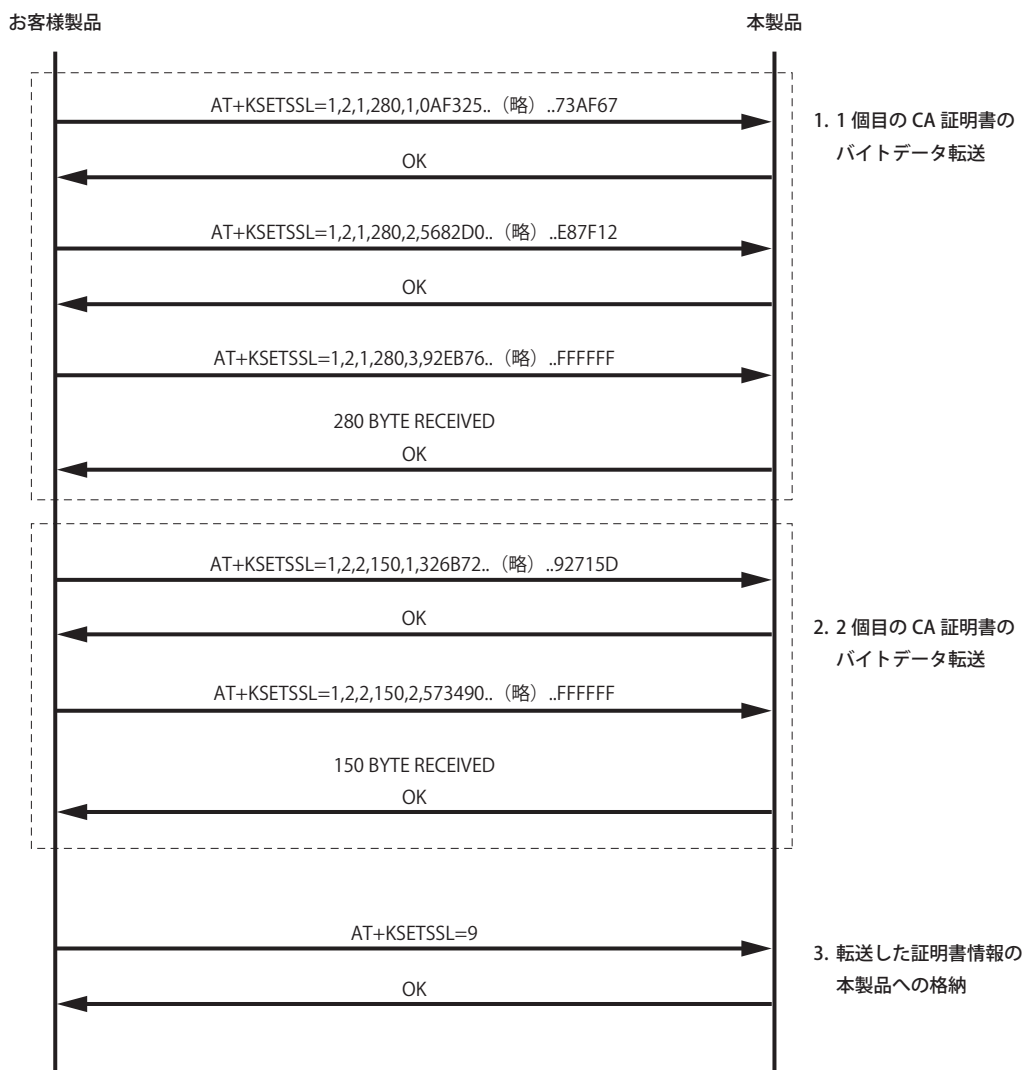 お客様製品
本製品
AT+KSETSSL=1,2,1,280,1,0AF325..（略）..73AF67
1. 1 個目の CA 証明書の
バイトデータ転送
OK
AT+KSETSSL=1,2,1,280,2,5682D0..（略）..E87F12
OK
AT+KSETSSL=1,2,1,280,3,92EB76..（略）..FFFFFF
280 BYTE RECEIVED
OK
AT+KSETSSL=1,2,2,150,1,326B72..（略）..92715D
OK
2. 2 個目の CA 証明書の
バイトデータ転送
AT+KSETSSL=1,2,2,150,2,573490..（略）..FFFFFF
150 BYTE RECEIVED
OK
AT+KSETSSL=9
3. 転送した証明書情報の
本製品への格納
OK